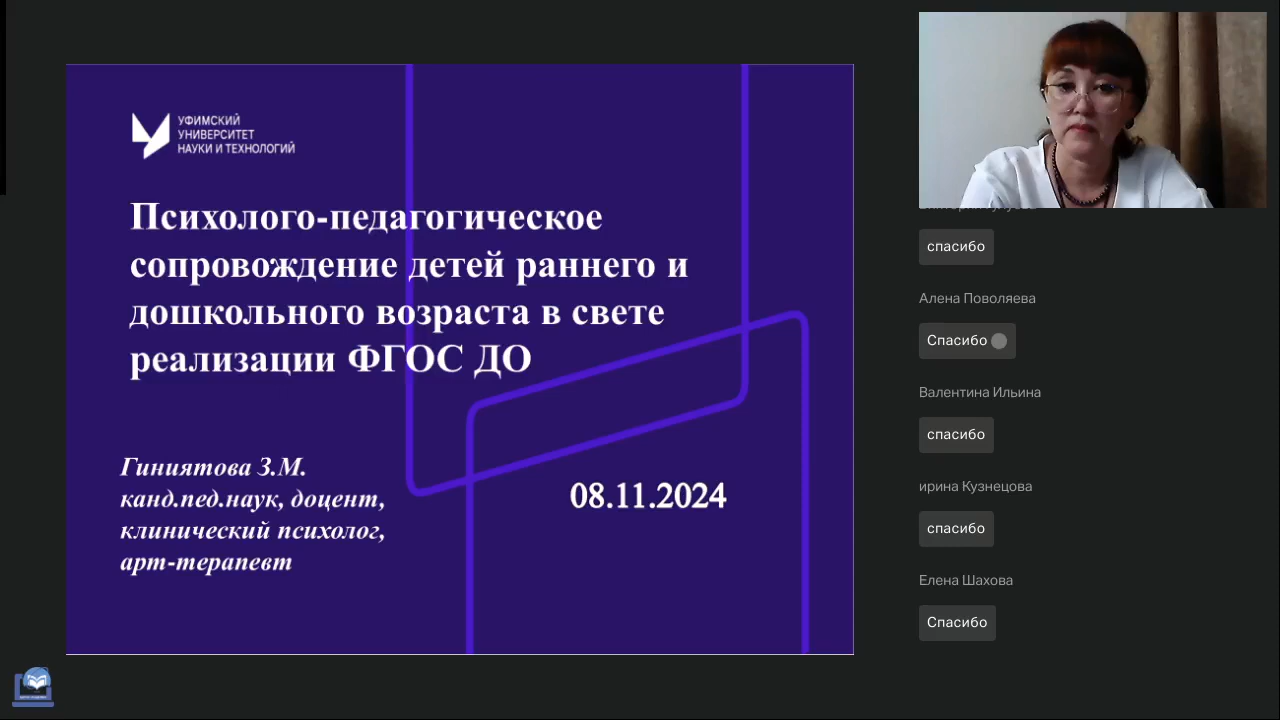 УФИМСКИЙ
УНИВЕРСИТЕТ
НАУКИ И ТЕХНОЛОГИЙ
Психолого-педагогическое
сопровождение детей раннего и
дошкольного возраста в свете
реализации ФГОС ДО
Гиниятова З.М.
канд.пед.наук, доцент,
клинический психолог,
арт-терапевт
08.11.2024
спасибо
Алена Поволяева
Спасибо
Валентина Ильина
спасибо
ирина Кузнецова
спасибо
Елена Шахова
Спасибо